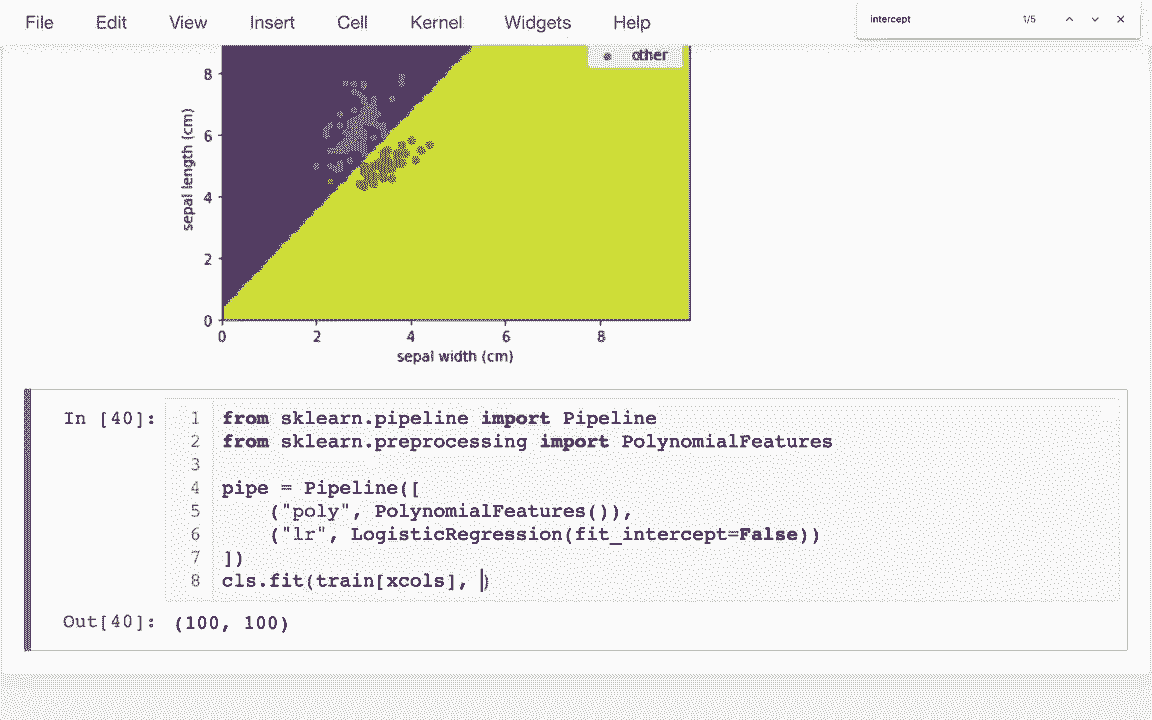 File Edit View Insert Cell Kernel Widgets Help
intercept 1/5
other
8
6
4
2
0
sepal length (cm)
0 2 4 6 8
sepal width (cm)
In [40]:
1 from sklearn.pipeline import Pipeline
2 from sklearn.preprocessing import PolynomialFeatures
3
4 pipe = Pipeline([
5     ("poly", PolynomialFeatures()),
6     ("lr", LogisticRegression(fit_intercept=False))
7 ])
8 cls.fit(train[xcols], )
Out[40]: (100, 100)